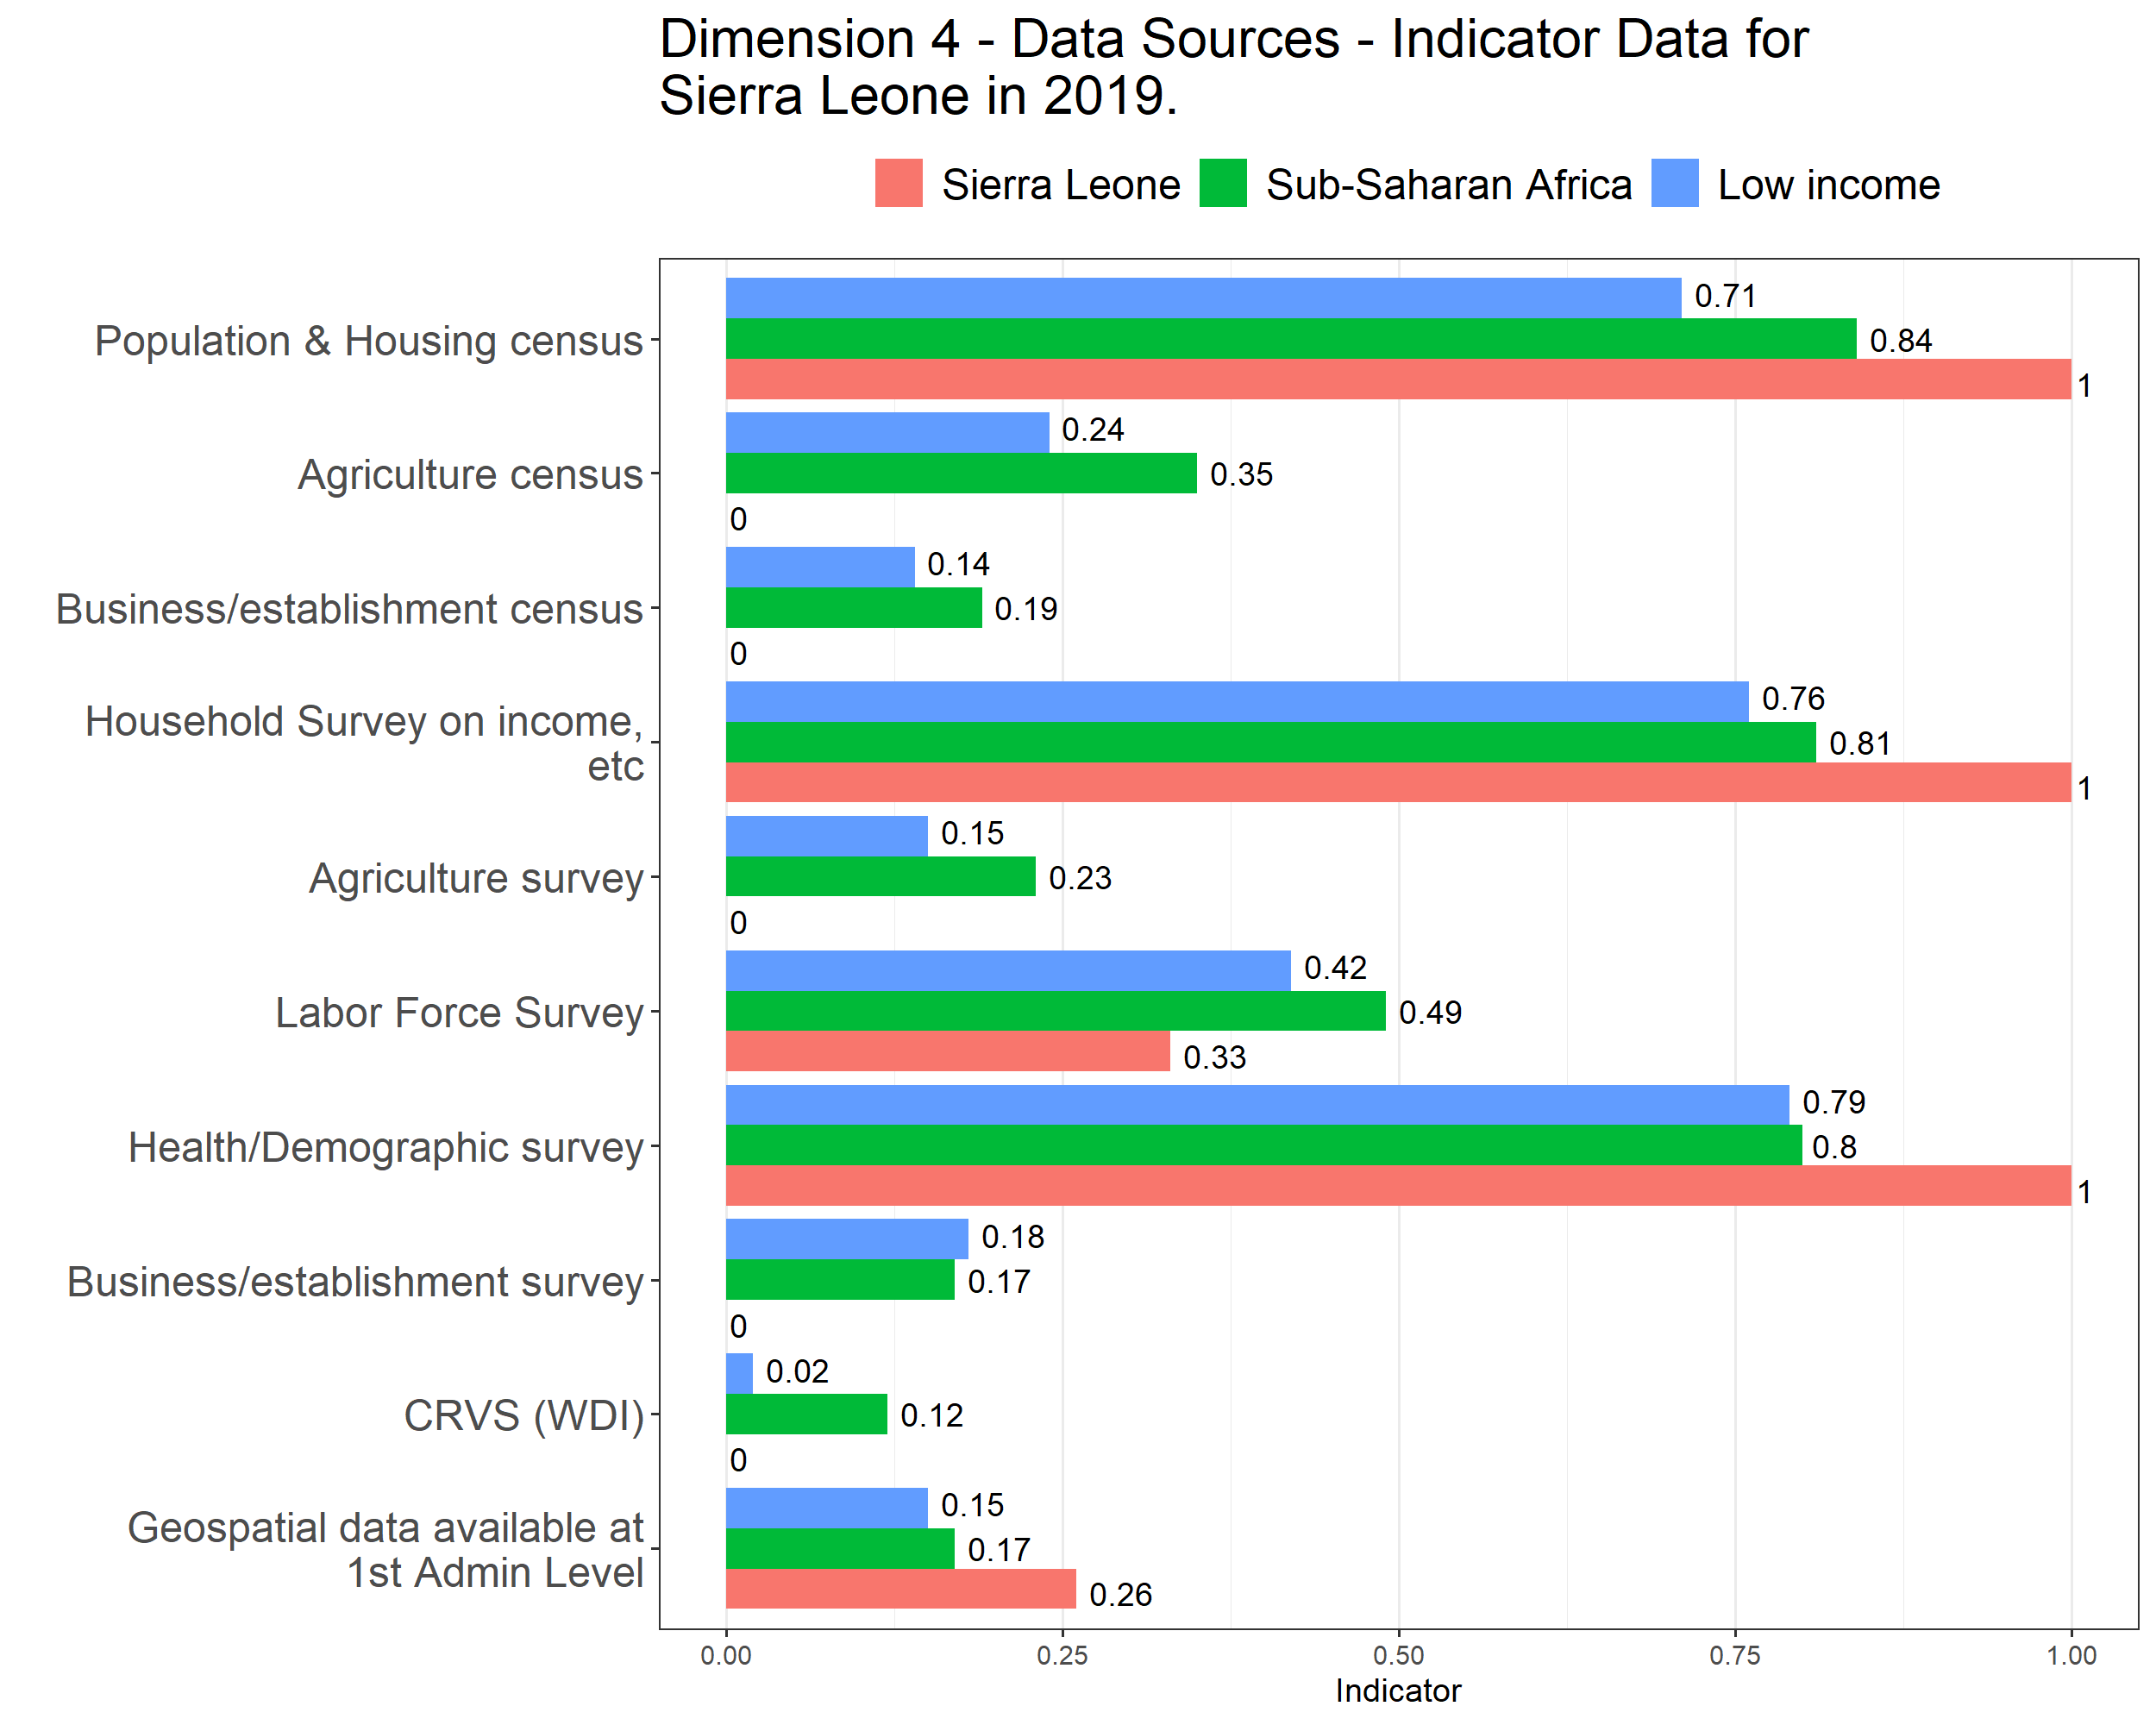 Dimension 4 - Data Sources - Indicator Data for
Sierra Leone in 2019.
Sierra Leone
Sub-Saharan Africa
Low income
Population & Housing census
0.71
0.84
1
Agriculture census
0.24
0.35
0
Business/establishment census
0.14
0.19
0
Household Survey on income,
etc
0.76
0.81
1
Agriculture survey
0.15
0.23
0
Labor Force Survey
0.42
0.49
0.33
Health/Demographic survey
0.79
0.8
1
Business/establishment survey
0.18
0.17
0
CRVS (WDI)
0.02
0.12
0
Geospatial data available at
1st Admin Level
0.15
0.17
0.26
0.00
0.25
0.50
0.75
1.00
Indicator